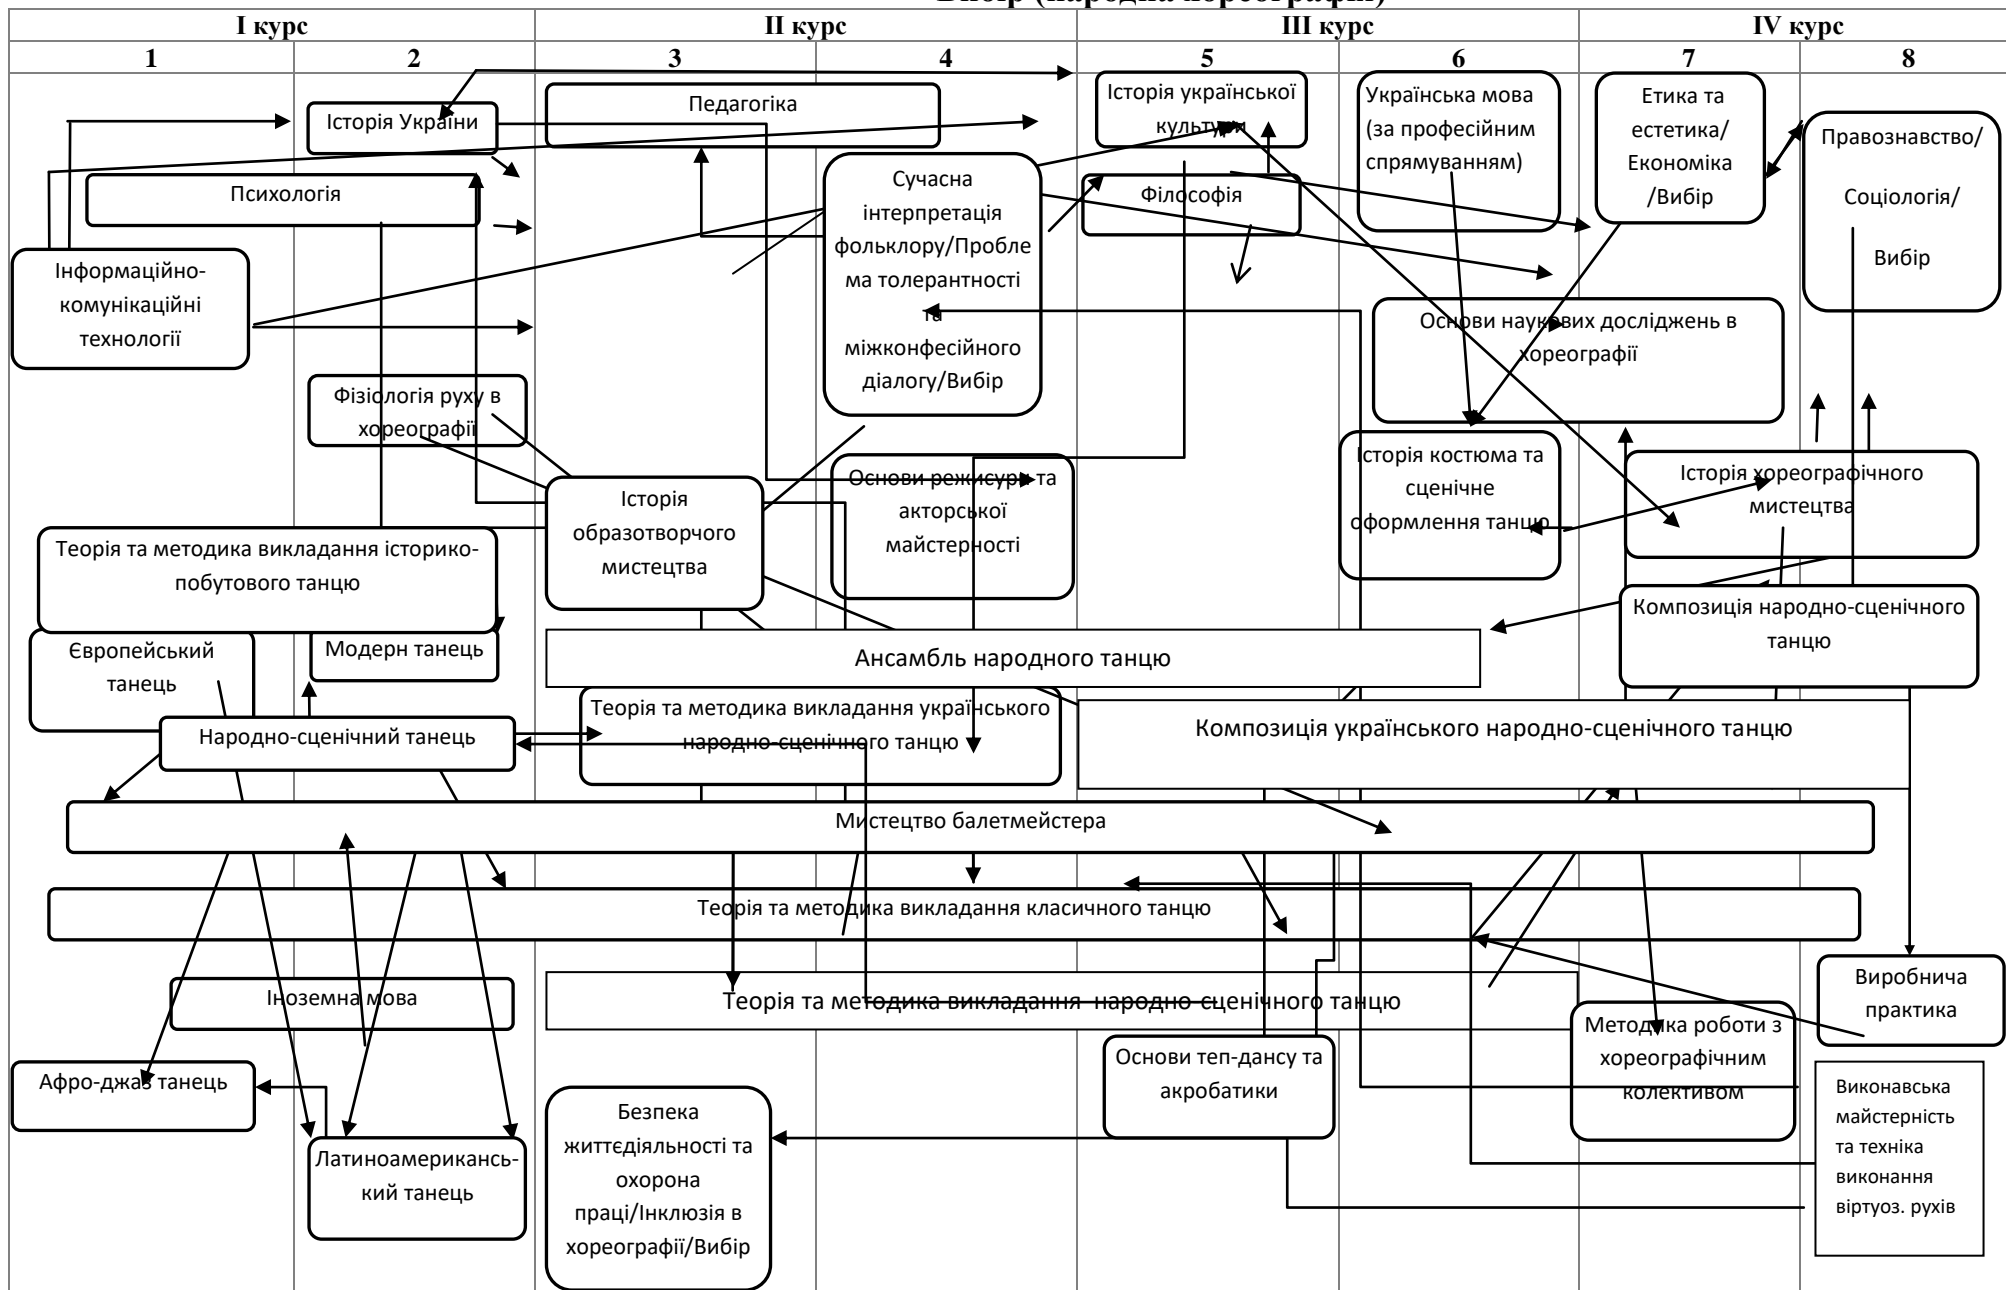 Вибір (народна хореографія)
І курс
ІІ курс
ІІІ курс
ІV курс
1
2
3
4
5
6
7
8
Історія України
Педагогіка
Історія української
культури
Українська мова
(за професійним
спрямуванням)
Етика та
естетика/
Економіка
/Вибір
Правознавство/
Соціологія/
Вибір
Психологія
Сучасна
інтерпретація
фольклору/Пробле
ма толерантності
та
міжконфесійного
діалогу/Вибір
Філософія
Інформаційно-
комунікаційні
технології
Основи наукових досліджень в
хореографії
Фізіологія руху в
хореографії
Історія
образотворчого
мистецтва
Основи режисури та
акторської
майстерності
Історія костюма та
сценічне
оформлення танцю
Історія хореографічного
мистецтва
Теорія та методика викладання історико-
побутового танцю
Композиція народно-сценічного
танцю
Європейський
танець
Модерн танець
Ансамбль народного танцю
Народно-сценічний танець
Теорія та методика викладання українського
народно-сценічного танцю
Композиція українського народно-сценічного танцю
Мистецтво балетмейстера
Теорія та методика викладання класичного танцю
Іноземна мова
Теорія та методика викладання  народно-сценічного танцю
Виробнича
практика
Методика роботи з
хореографічним
колективом
Афро-джаз танець
Основи теп-дансу та
акробатики
Виконавська
майстерність
та техніка
виконання
віртуоз. рухів
Безпека
життєдіяльності та
охорона
праці/Інклюзія в
хореографії/Вибір
Латиноамерикансь-
кий танець